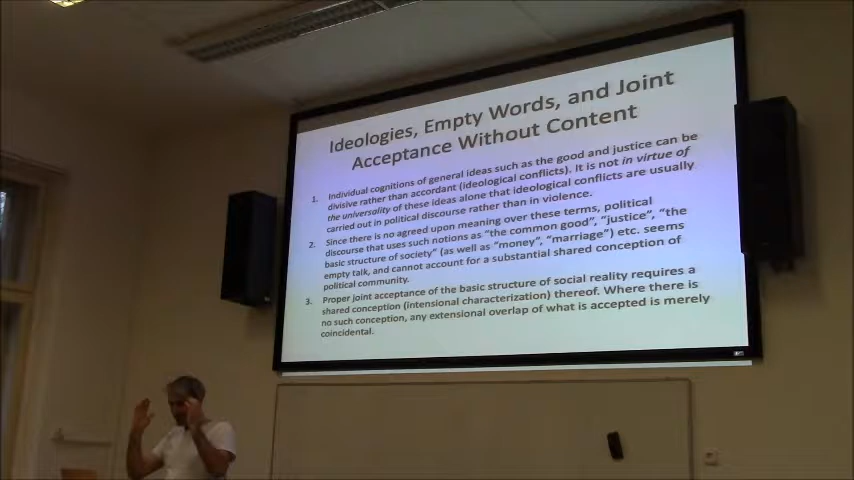 Ideologies, Empty Words, and Joint
Acceptance Without Content
1. Individual cognitions of general ideas such as the good and justice can be
divisive rather than accordant (ideological conflicts). It is not in virtue of
the universality of these ideas alone that ideological conflicts are usually
carried out in political discourse rather than in violence.
2. Since there is no agreed upon meaning over these terms, political
discourse that uses such notions as "the common good", "justice", "the
basic structure of society" (as well as "money", "marriage") etc. seems
empty talk, and cannot account for a substantial shared conception of
political community.
3. Proper joint acceptance of the basic structure of social reality requires a
shared conception (intensional characterization) thereof. Where there is
no such conception, any extensional overlap of what is accepted is merely
coincidental.